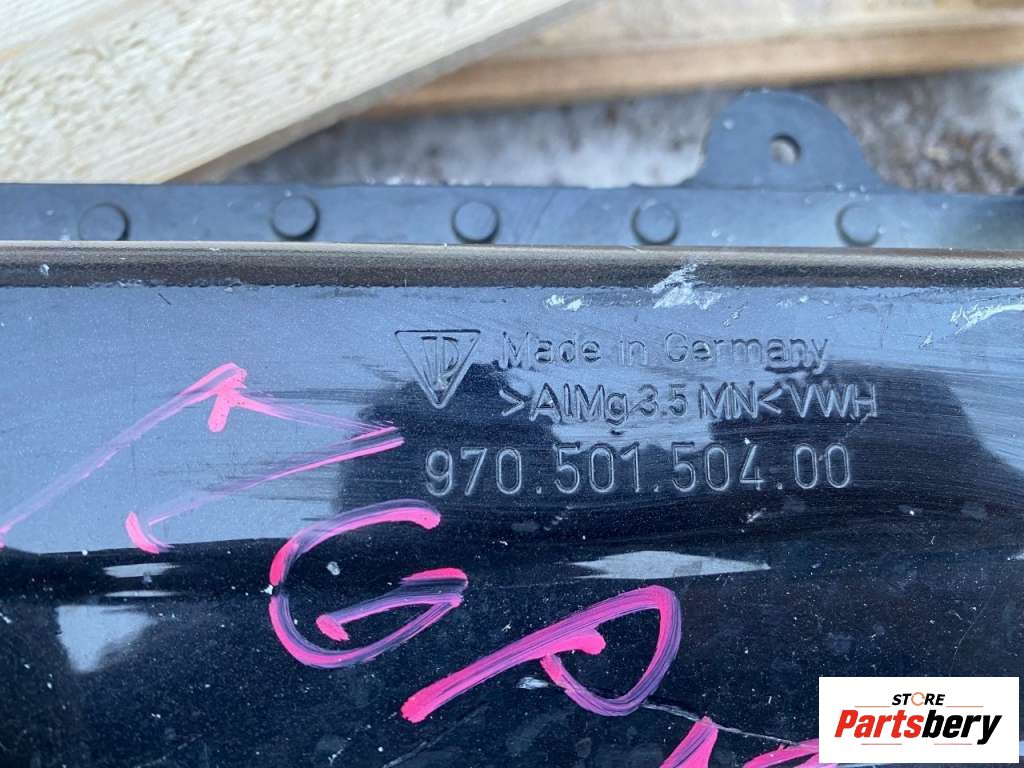 Made in Germany
>AlMg3.5 MN< VWH
970.501.504.00
G
STORE
Partsbery